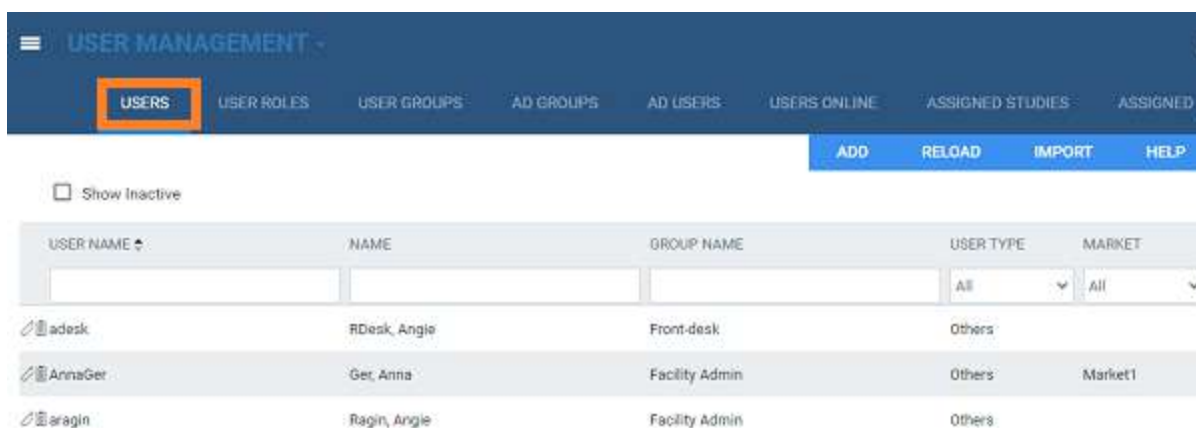 USER MANAGEMENT
USERS USER ROLES USER GROUPS AD GROUPS AD USERS USERS ONLINE ASSIGNED STUDIES ASSIGNED
ADD RELOAD IMPORT HELP
Show Inactive
USER NAME NAME GROUP NAME USER TYPE MARKET
All All
adesk RDesk, Angie Front-desk Others
AnnaGer Ger, Anna Facility Admin Others Market1
aragin Ragin, Angie Facility Admin Others